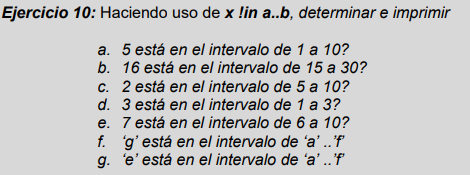 Ejercicio 10: Haciendo uso de x !in a..b, determinar e imprimir
a. 5 está en el intervalo de 1 a 10?
b. 16 está en el intervalo de 15 a 30?
c. 2 está en el intervalo de 5 a 10?
d. 3 está en el intervalo de 1 a 3?
e. 7 está en el intervalo de 6 a 10?
f. ‘g’ está en el intervalo de ‘a’ ..’f’
g. ‘e’ está en el intervalo de ‘a’ ..’f’